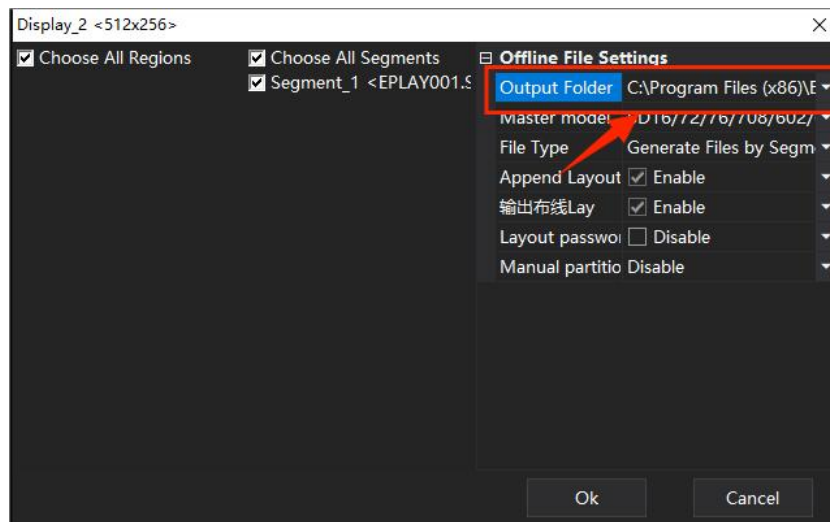 Display_2 <512x256>
Choose All Regions
Choose All Segments
Segment_1 <EPLAY001.S
Offline File Settings
Output Folder C:\Program Files (x86)\E
Master model D16/72/76/708/602/
File Type Generate Files by Segm
Append Layout Enable
输出布线Lay Enable
Layout passwor Disable
Manual partitio Disable
Ok Cancel